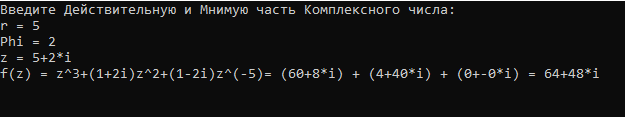 Введите Действительную и Мнимую часть Комплексного числа:
r = 5
Phi = 2
z = 5+2*i
f(z) = z^3+(1+2i)z^2+(1-2i)z^(-5)= (60+8*i) + (4+40*i) + (0+-0*i) = 64+48*i